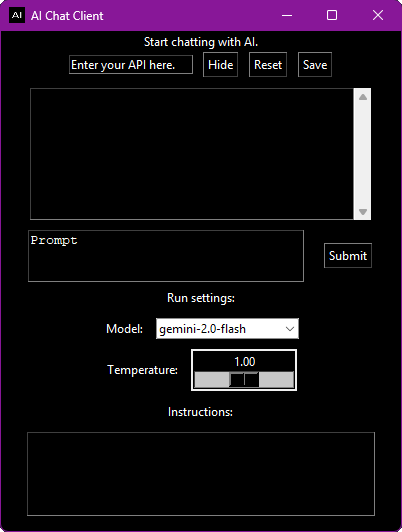 AI AI Chat Client
Start chatting with AI.
Enter your API here. Hide Reset Save
Prompt
Submit
Run settings:
Model: gemini-2.0-flash
1.00
Temperature:
Instructions: